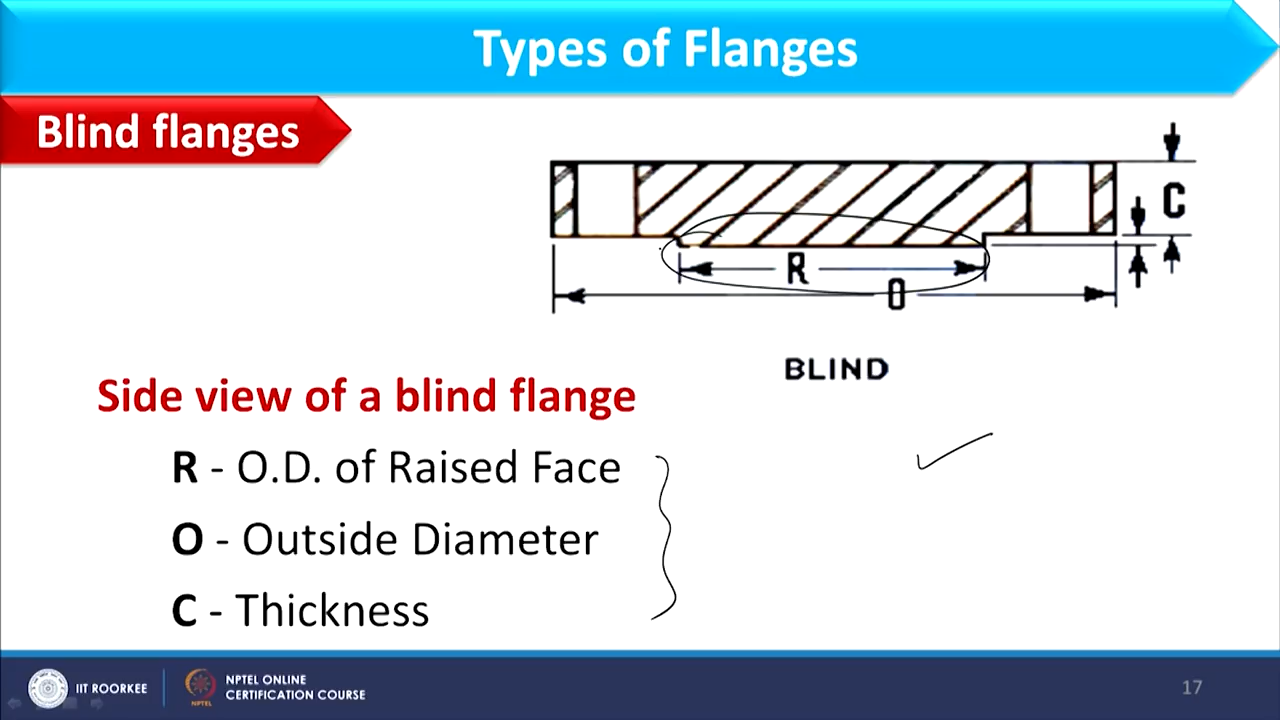 Types of Flanges
Blind flanges
C
R
O
BLIND
Side view of a blind flange
R - O.D. of Raised Face
O - Outside Diameter
C - Thickness
IIT ROORKEE
NPTEL ONLINE
CERTIFICATION COURSE
NPTEL
17